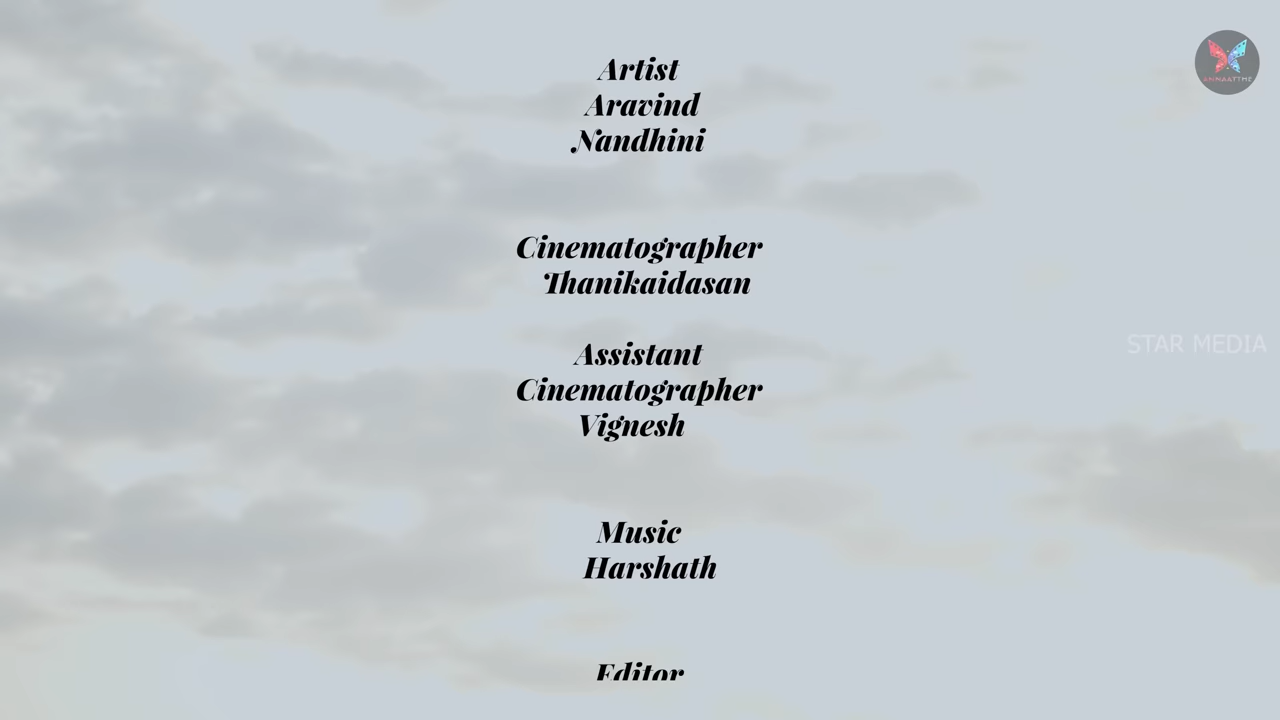 Artist
Aravind
Nandhini
Cinematographer
Thanikaidasan
STAR MEDIA
Assistant
Cinematographer
Vignesh
Music
Harshath
Editor